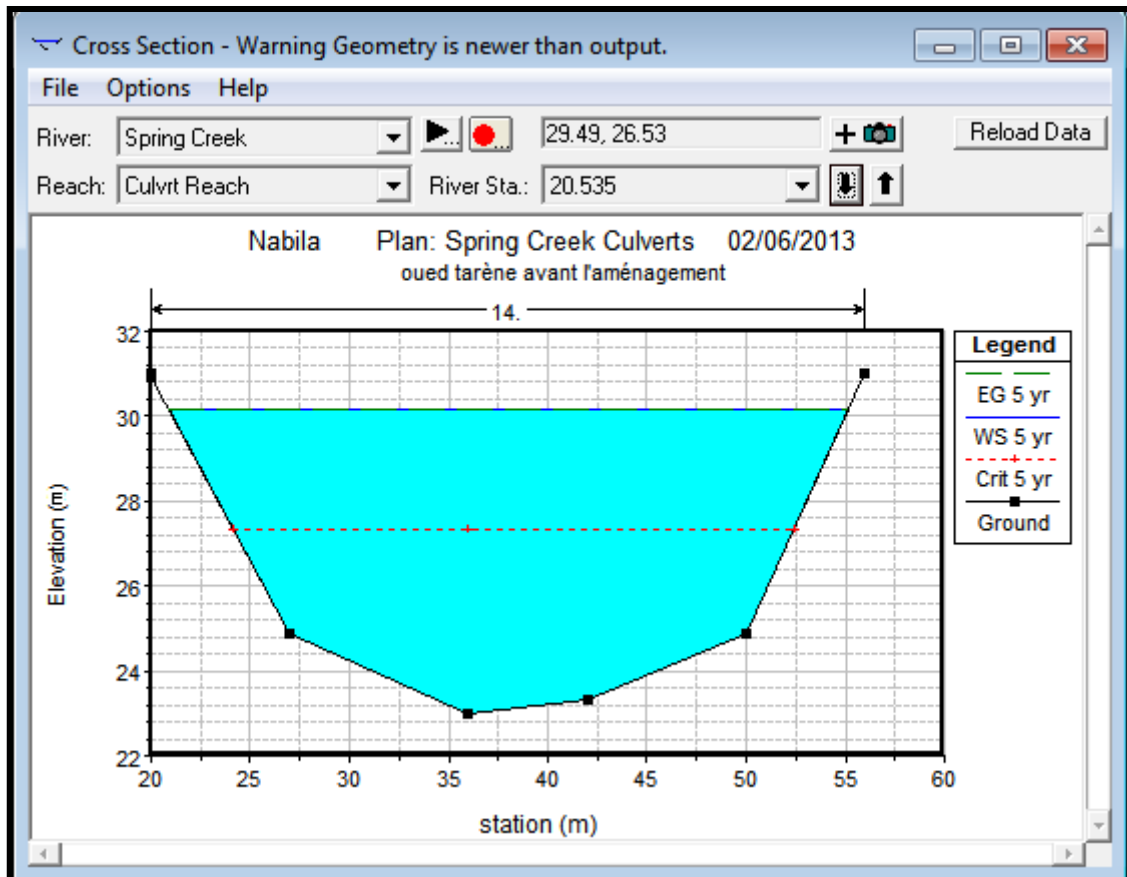 Cross Section - Warning Geometry is newer than output.
File Options Help
River: Spring Creek ... ... 29.49, 26.53 + Reload Data
Reach: Culvrt Reach River Sta.: 20.535
Nabila Plan: Spring Creek Culverts 02/06/2013
oued tarène avant l'aménagement
14.
32
30
28
26
24
22
Elevation (m)
20 25 30 35 40 45 50 55 60
station (m)
Legend
EG 5 yr
WS 5 yr
Crit 5 yr
Ground